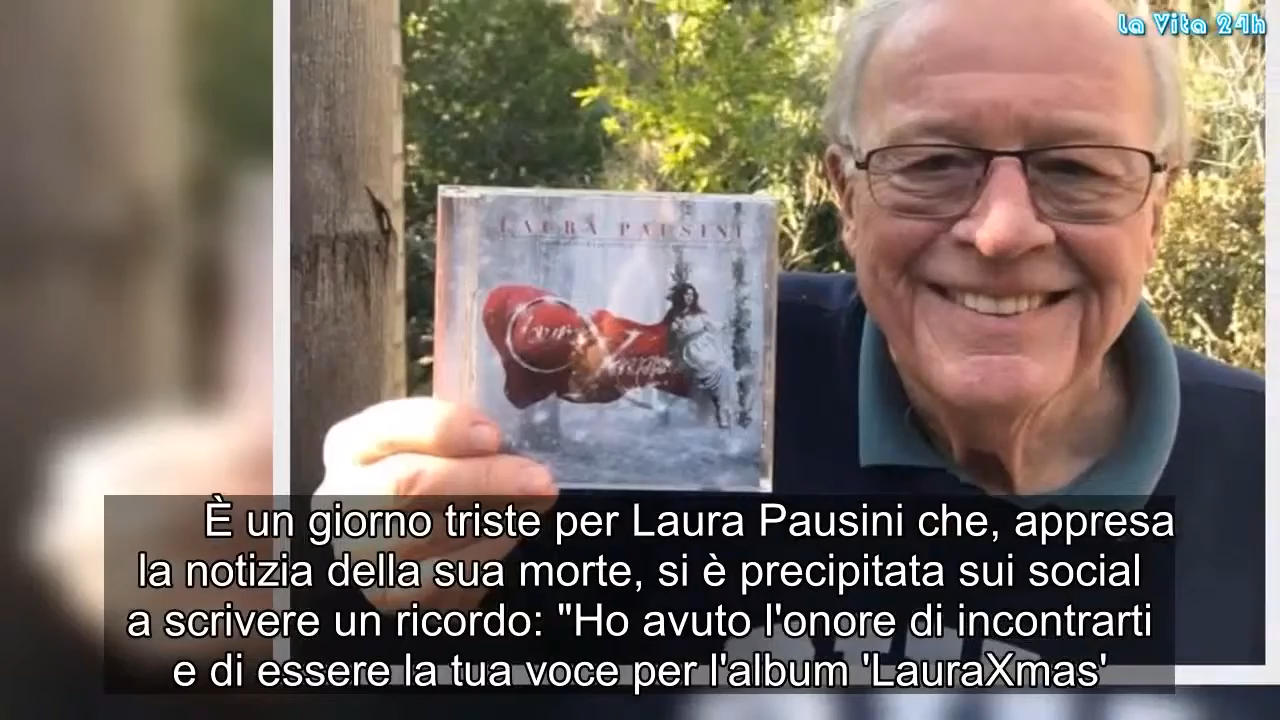 La Vita 24h
LAURA PAUSINI
Laura Xmas
È un giorno triste per Laura Pausini che, appresa
la notizia della sua morte, si è precipitata sui social
a scrivere un ricordo: "Ho avuto l'onore di incontrarti
e di essere la tua voce per l'album 'LauraXmas'